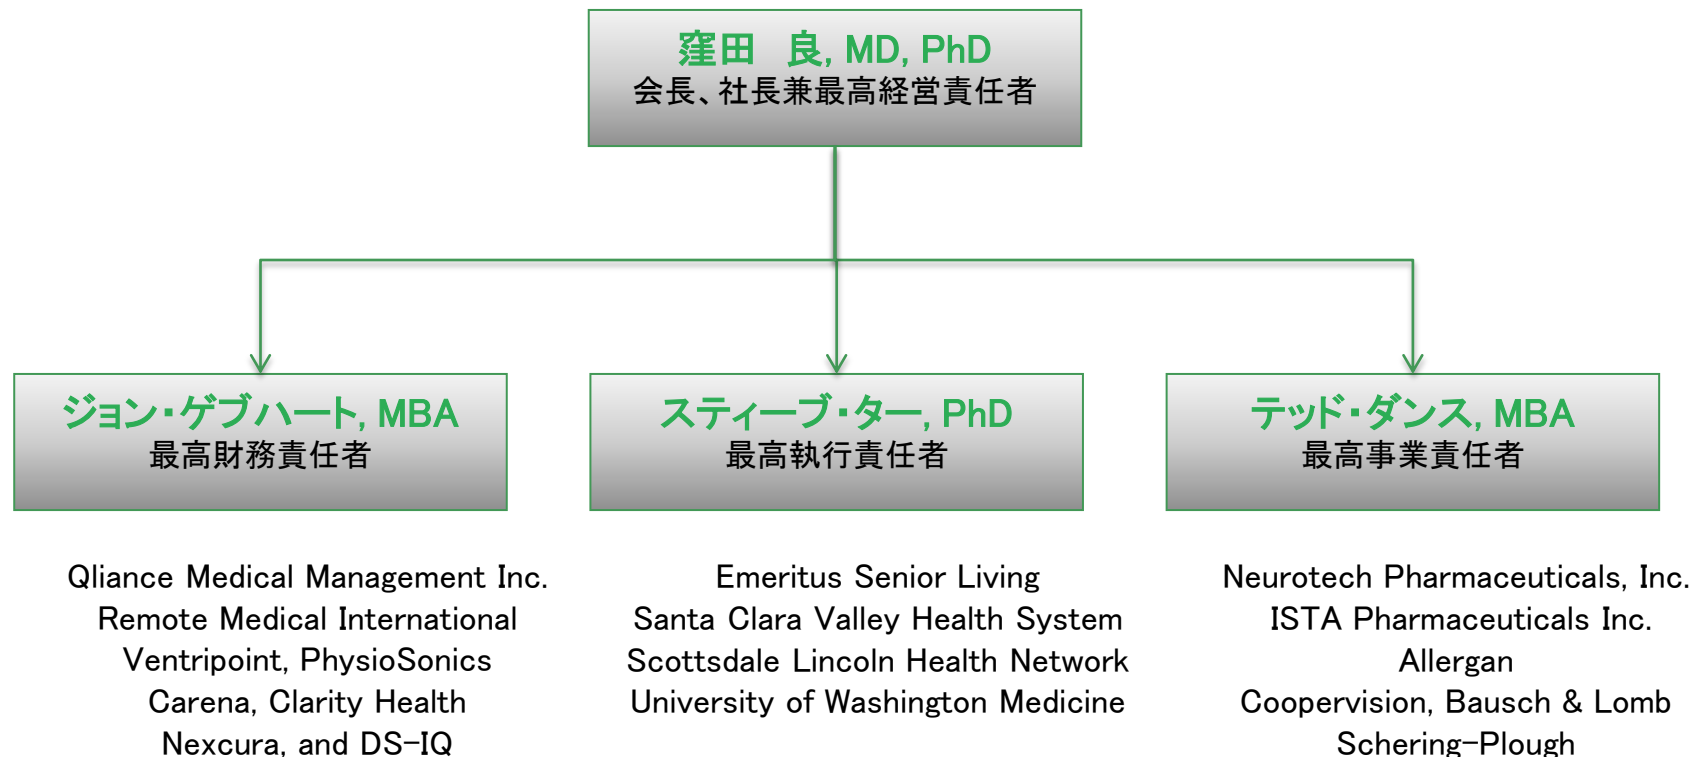 窪田　良, MD, PhD
会長、社長兼最高経営責任者
ジョン・ゲブハート, MBA
最高財務責任者
スティーブ・ター, PhD
最高執行責任者
テッド・ダンス, MBA
最高事業責任者
Qliance Medical Management Inc.
Remote Medical International
Ventripoint, PhysioSonics
Carena, Clarity Health
Nexcura, and DS-IQ
Emeritus Senior Living
Santa Clara Valley Health System
Scottsdale Lincoln Health Network
University of Washington Medicine
Neurotech Pharmaceuticals, Inc.
ISTA Pharmaceuticals Inc.
Allergan
Coopervision, Bausch & Lomb
Schering-Plough